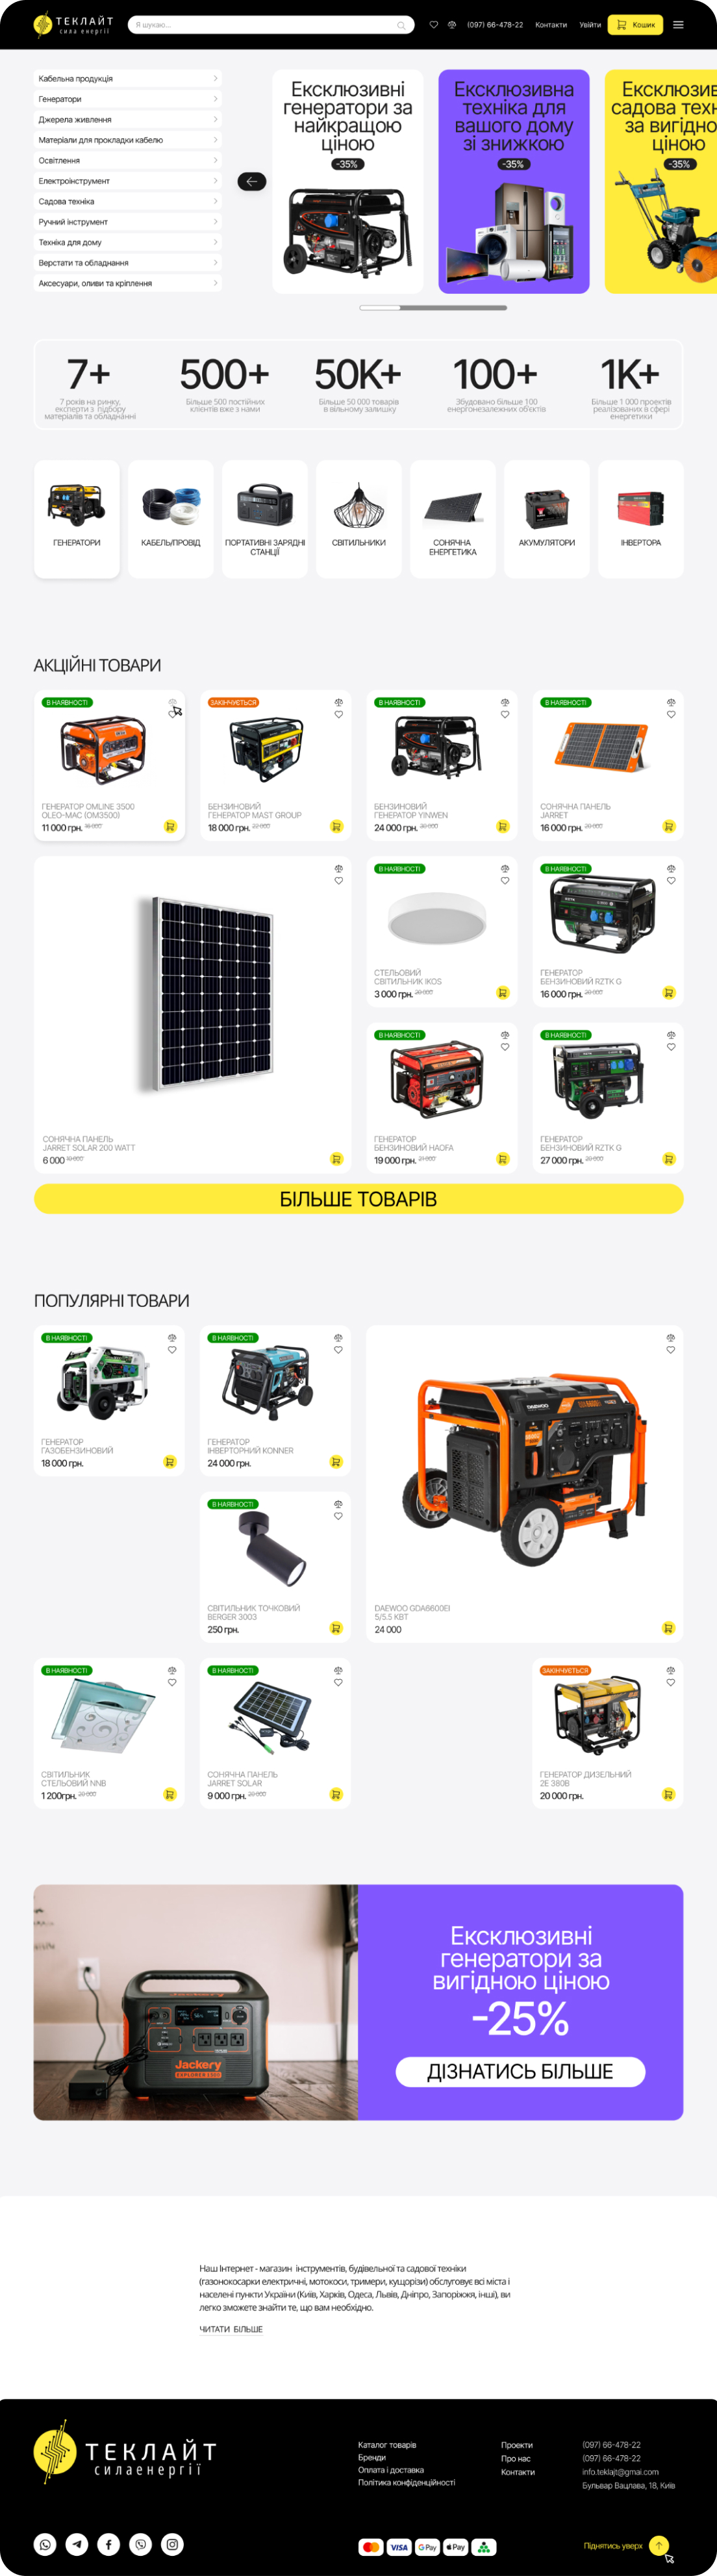 ТЕКЛАЙТ
сила енергії
Я шукаю...
(097) 66-478-22
Контакти
Увійти
Кошик
Кабельна продукція
Генератори
Джерела живлення
Матеріали для прокладки кабелю
Освітлення
Електроінструмент
Садова техніка
Ручний інструмент
Техніка для дому
Верстати та обладнання
Аксесуари, оливи та кріплення
Ексклюзивні
генератори за
найкращою
ціною
-35%
Ексклюзивна
техніка для
вашого дому
зі знижкою
-35%
Ексклюзив
садова техн
за вигідно
ціною
-35%
7+
7 років на ринку,
експерти з підбору
матеріалів та обладнанні
500+
Більше 500 постійних
клієнтів вже з нами
50K+
Більше 50 000 товарів
в вільному залишку
100+
Збудовано більше 100
енергонезалежних об'єктів
1K+
Більше 1 000 проектів
реалізованих в сфері
енергетики
ГЕНЕРАТОРИ
КАБЕЛЬ/ПРОВІД
ПОРТАТИВНІ ЗАРЯДНІ
СТАНЦІЇ
СВІТИЛЬНИКИ
СОНЯЧНА
ЕНЕРГЕТИКА
АКУМУЛЯТОРИ
ІНВЕРТОРА
АКЦІЙНІ ТОВАРИ
В НАЯВНОСТІ
ГЕНЕРАТОР OMLINE 3500
OLEO-MAC (OM3500)
11 000 грн.
ЗАКІНЧУЄТЬСЯ
БЕНЗИНОВИЙ
ГЕНЕРАТОР MAST GROUP
18 000 грн. 22 000
В НАЯВНОСТІ
БЕНЗИНОВИЙ
ГЕНЕРАТОР YINWEN
24 000 грн.
В НАЯВНОСТІ
СОНЯЧНА ПАНЕЛЬ
JARRET
16 000 грн. 20 000
СОНЯЧНА ПАНЕЛЬ
JARRET SOLAR 200 WATT
6 000 10 000
В НАЯВНОСТІ
СТЕЛЬОВИЙ
СВІТИЛЬНИК IKOS
3 000 грн. 20 000
В НАЯВНОСТІ
ГЕНЕРАТОР
БЕНЗИНОВИЙ RZTK G
16 000 грн. 20 000
В НАЯВНОСТІ
ГЕНЕРАТОР
БЕНЗИНОВИЙ HAOFA
19 000 грн. 21 000
В НАЯВНОСТІ
ГЕНЕРАТОР
БЕНЗИНОВИЙ RZTK G
27 000 грн.
БІЛЬШЕ ТОВАРІВ
ПОПУЛЯРНІ ТОВАРИ
В НАЯВНОСТІ
ГЕНЕРАТОР
ГАЗОБЕНЗИНОВИЙ
18 000 грн.
В НАЯВНОСТІ
ГЕНЕРАТОР
ІНВЕРТОРНИЙ KONNER
24 000 грн.
DAEWOO
DAEWOO GDA6600EI
5/5.5 КВТ
24 000
В НАЯВНОСТІ
СВІТИЛЬНИК ТОЧКОВИЙ
BERGER 3003
250 грн.
В НАЯВНОСТІ
СВІТИЛЬНИК
СТЕЛЬОВИЙ NNB
1 200грн. 20 000
В НАЯВНОСТІ
СОНЯЧНА ПАНЕЛЬ
JARRET SOLAR
9 000 грн. 20 000
ЗАКІНЧУЄТЬСЯ
ГЕНЕРАТОР ДИЗЕЛЬНИЙ
2E 380В
20 000 грн.
Jackery
EXPLORER 1500
Ексклюзивні
генератори за
вигідною ціною
-25%
ДІЗНАТИСЬ БІЛЬШЕ
Наш Інтернет - магазин інструментів, будівельної та садової техніки
(газонокосарки електричні, мотокоси, тримери, кущорізи) обслуговує всі міста і
населені пункти України (Київ, Харків, Одеса, Львів, Дніпро, Запоріжжя, інші), ви
легко зможете знайти те, що вам необхідно.
ЧИТАТИ БІЛЬШЕ
ТЕКЛАЙТ
силаенергії
Каталог товарів
Бренди
Оплата і доставка
Політика конфіденційності
Проекти
Про нас
Контакти
(097) 66-478-22
(097) 66-478-22
info.teklajt@gmai.com
Бульвар Вацлава, 18, Київ
VISA
G Pay
Pay
Піднятись уверх